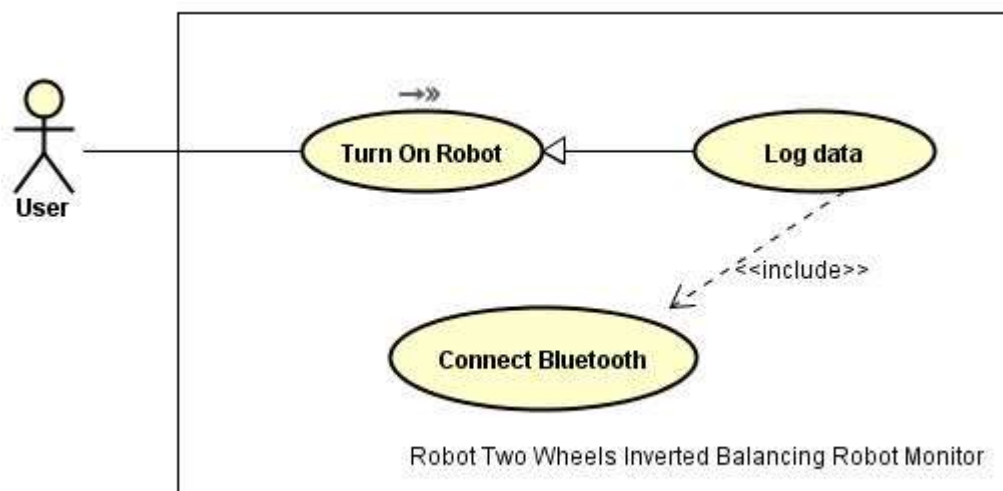 Turn On Robot
Log data
User
<<include>>
Connect Bluetooth
Robot Two Wheels Inverted Balancing Robot Monitor